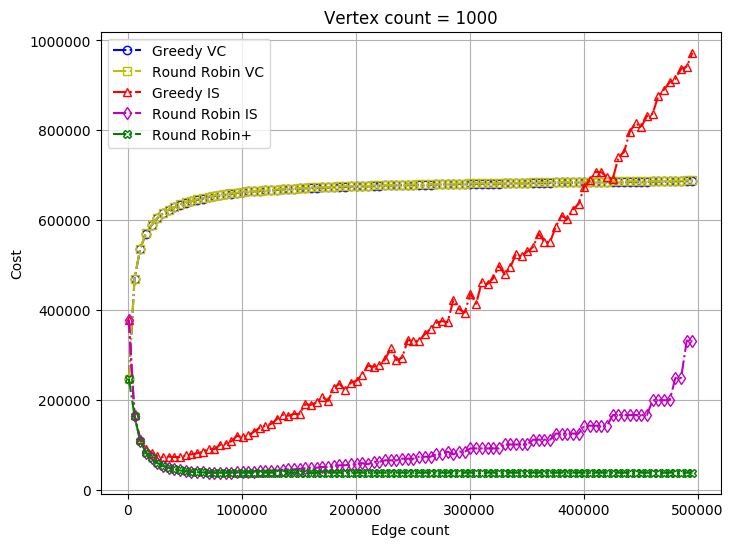 Vertex count = 1000
Greedy VC
Round Robin VC
Greedy IS
Round Robin IS
Round Robin+
Cost
1000000
800000
600000
400000
200000
0
0
100000
200000
300000
400000
500000
Edge count